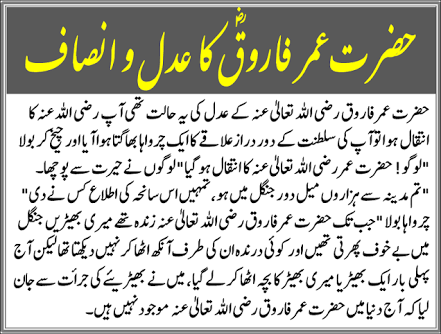 حضرت عمر فاروقؓ کا عدل و انصاف
حضرت عمر فاروق رضی اللہ تعالیٰ عنہ کے عدل کی یہ حالت تھی آپ رضی اللہ عنہ کا
انتقال ہوا تو آپ کی سلطنت کے دور دراز علاقے کا ایک چرواہا بھاگتا ہوا آیا اور چیخ کر بولا
"لوگو! حضرت عمر رضی اللہ تعالیٰ عنہ کا انتقال ہو گیا" لوگوں نے حیرت سے پوچھا۔
"تم مدینہ سے ہزاروں میل دور جنگل میں ہو، تمہیں اس سانحہ کی اطلاع کس نے دی"
چرواہا بولا "جب تک حضرت عمر فاروق رضی اللہ تعالیٰ عنہ زندہ تھے میری بھیڑیں جنگل
میں بے خوف پھرتی تھیں اور کوئی درندہ ان کی طرف آنکھ اٹھا کر نہیں دیکھتا تھا لیکن آج
پہلی بار ایک بھیڑیا میری بھیڑ کا بچہ اٹھا کر لے گیا، میں نے بھیڑیئے کی جرأت سے جان
لیا کہ آج دنیا میں حضرت عمر فاروق رضی اللہ تعالیٰ عنہ موجود نہیں ہیں۔